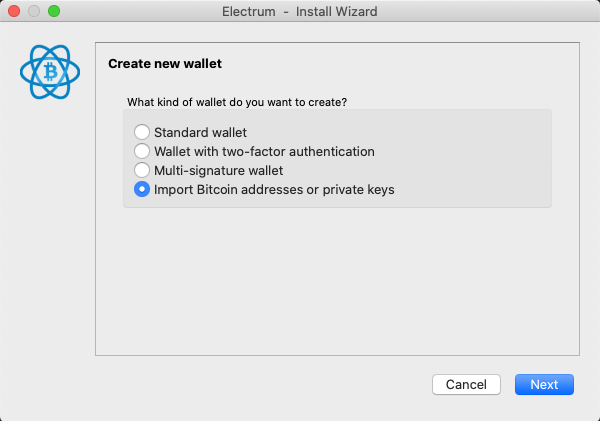 Electrum - Install Wizard
Create new wallet
What kind of wallet do you want to create?
Standard wallet
Wallet with two-factor authentication
Multi-signature wallet
Import Bitcoin addresses or private keys
Cancel
Next